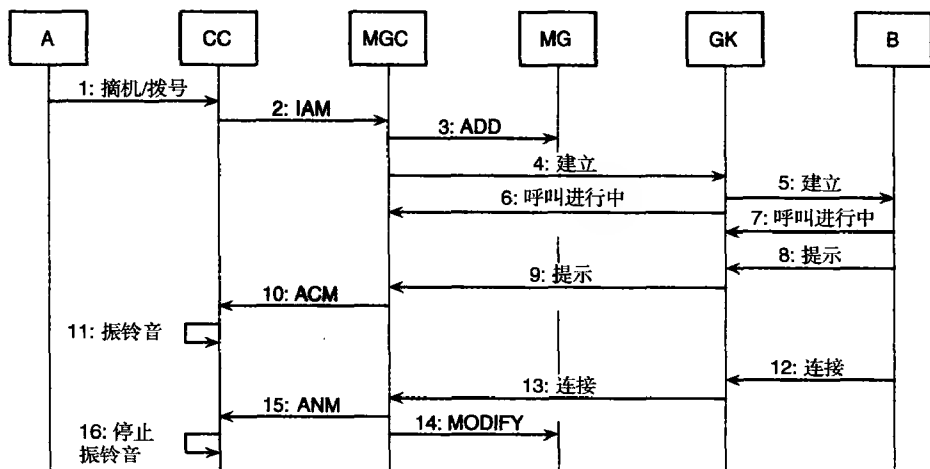 A
CC
MGC
MG
GK
B
1: 摘机/拨号
2: IAM
3: ADD
4: 建立
5: 建立
6: 呼叫进行中
7: 呼叫进行中
8: 提示
9: 提示
10: ACM
11: 振铃音
12: 连接
13: 连接
15: ANM
14: MODIFY
16: 停止
振铃音